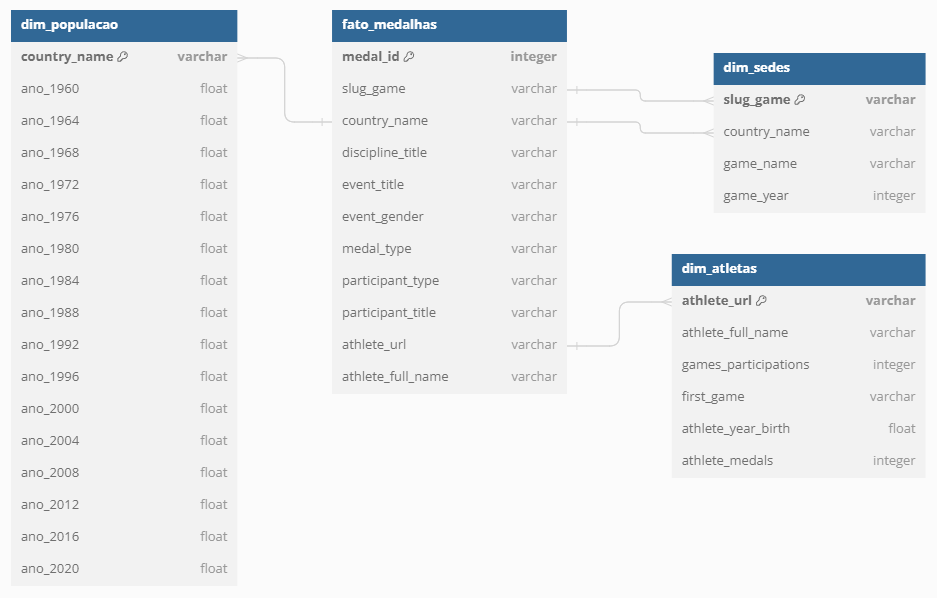 dim_populacao
country_name varchar
ano_1960 float
ano_1964 float
ano_1968 float
ano_1972 float
ano_1976 float
ano_1980 float
ano_1984 float
ano_1988 float
ano_1992 float
ano_1996 float
ano_2000 float
ano_2004 float
ano_2008 float
ano_2012 float
ano_2016 float
ano_2020 float
fato_medalhas
medal_id integer
slug_game varchar
country_name varchar
discipline_title varchar
event_title varchar
event_gender varchar
medal_type varchar
participant_type varchar
participant_title varchar
athlete_url varchar
athlete_full_name varchar
dim_sedes
slug_game varchar
country_name varchar
game_name varchar
game_year integer
dim_atletas
athlete_url varchar
athlete_full_name varchar
games_participations integer
first_game varchar
athlete_year_birth float
athlete_medals integer